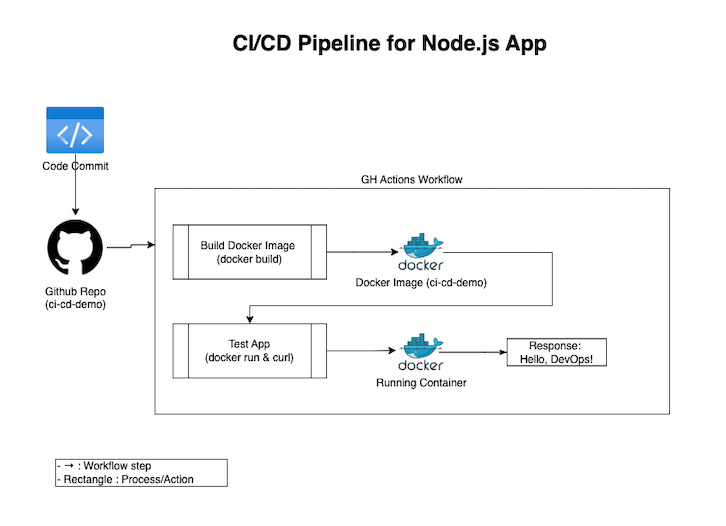 CI/CD Pipeline for Node.js App
Code Commit
GH Actions Workflow
Build Docker Image
(docker build)
docker
Docker Image (ci-cd-demo)
Github Repo
(ci-cd-demo)
Test App
(docker run & curl)
docker
Running Container
Response:
Hello, DevOps!
- → : Workflow step
- Rectangle : Process/Action